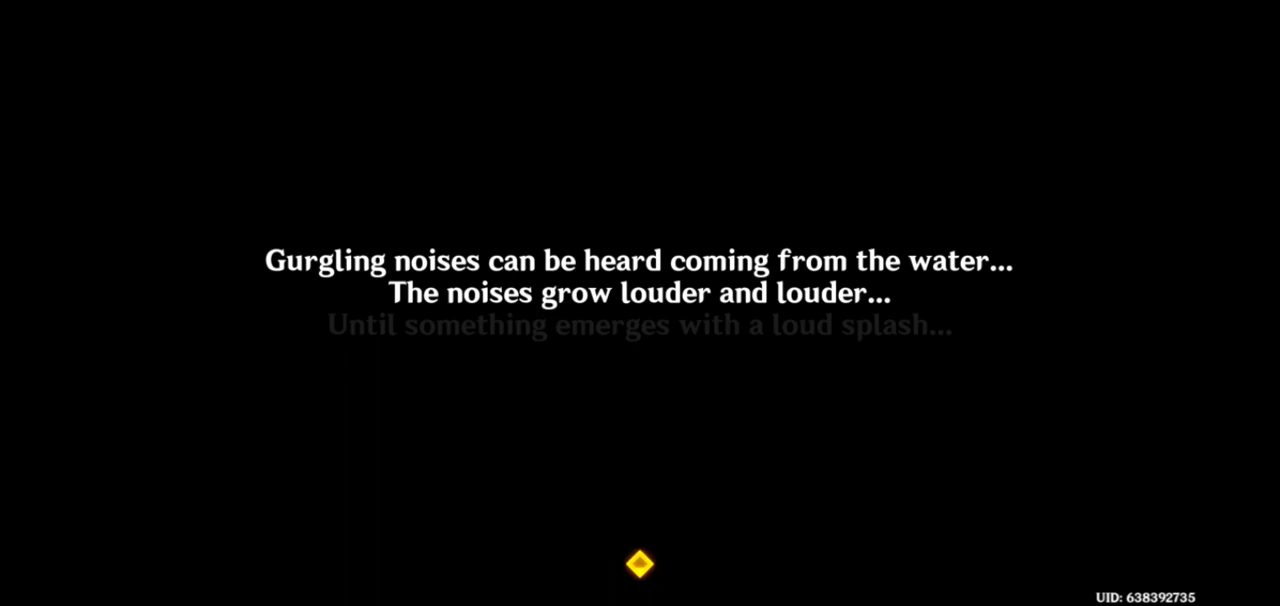 Gurgling noises can be heard coming from the water...
The noises grow louder and louder...
Until something emerges with a loud splash...
UID: 638392735